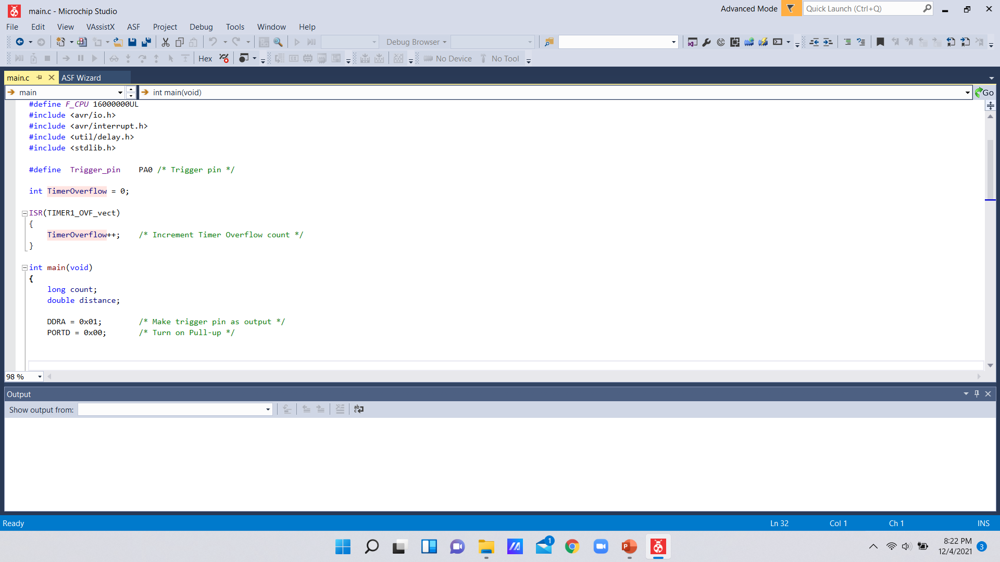 main.c - Microchip Studio
Advanced Mode
Quick Launch (Ctrl+Q)
File Edit View VAssistX ASF Project Debug Tools Window Help
Debug Browser
Hex
No Device No Tool
main.c ASF Wizard
main int main(void) Go
#define F_CPU 16000000UL
#include <avr/io.h>
#include <avr/interrupt.h>
#include <util/delay.h>
#include <stdlib.h>
#define  Trigger_pin    PA0 /* Trigger pin */
int TimerOverflow = 0;
ISR(TIMER1_OVF_vect)
{
    TimerOverflow++;    /* Increment Timer Overflow count */
}
int main(void)
{
    long count;
    double distance;
    DDRA = 0x01;        /* Make trigger pin as output */
    PORTD = 0x00;       /* Turn on Pull-up */
98 %
Output
Show output from:
Ready Ln 32 Col 1 Ch 1 INS
1
8:22 PM
12/4/2021
3